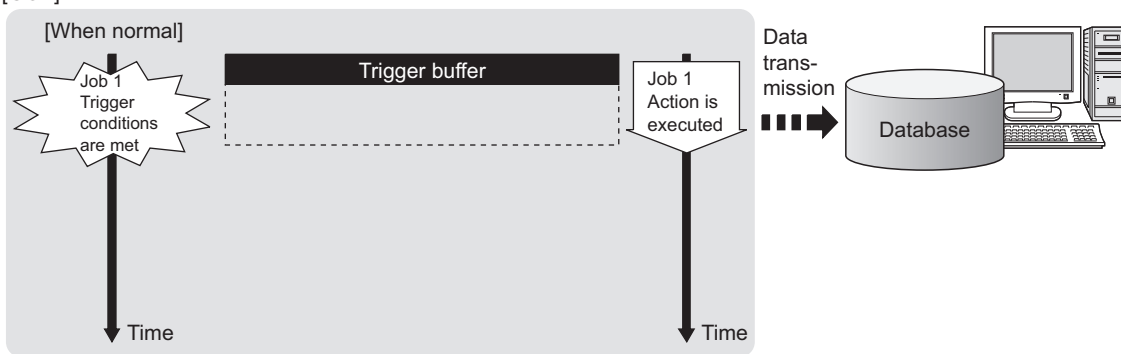 [When normal]
Job 1
Trigger
conditions
are met
Trigger buffer
Job 1
Action is
executed
Data
trans-
mission
Database
Time
Time